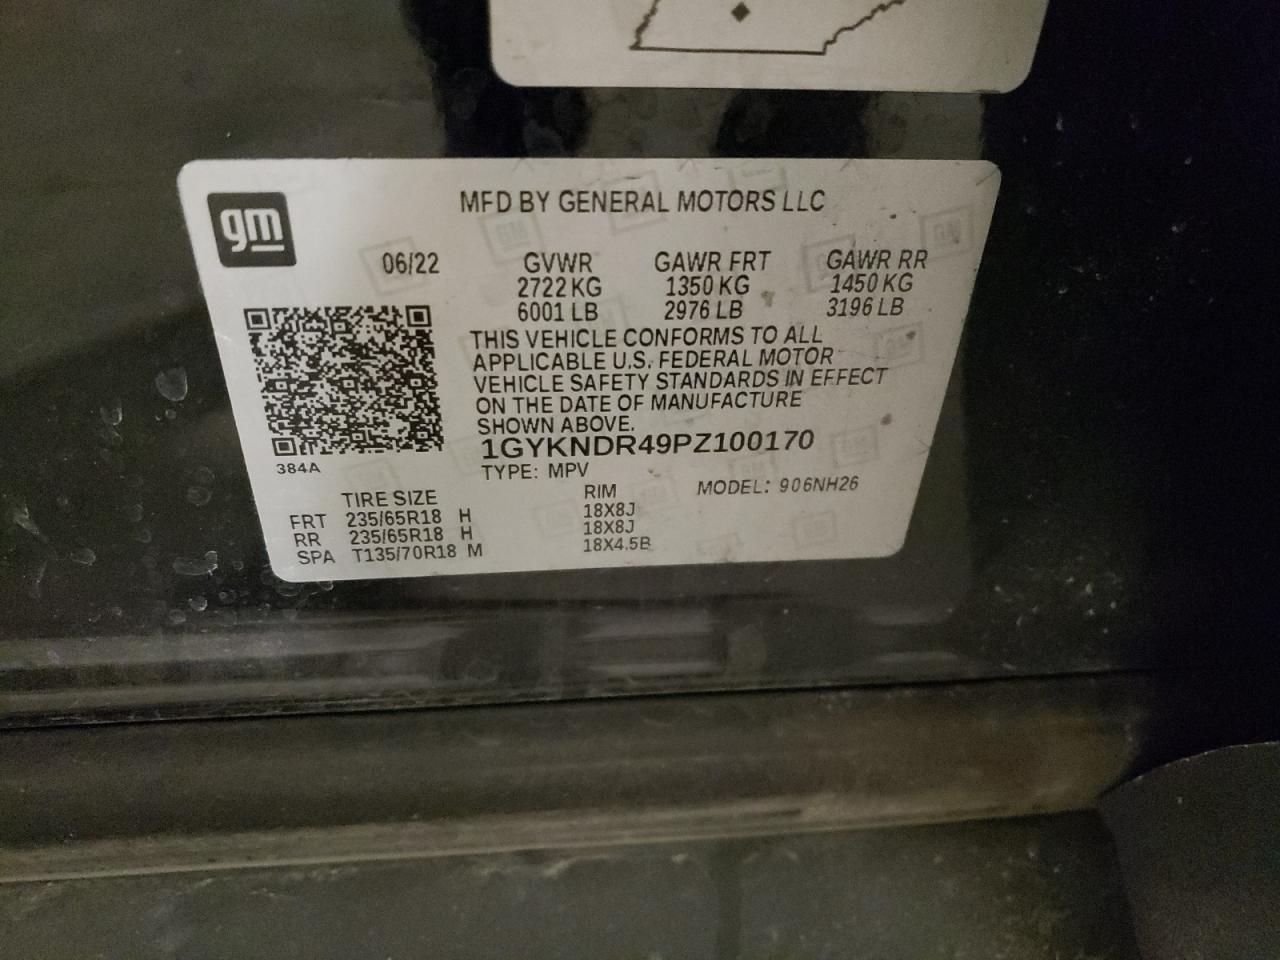 gm
MFD BY GENERAL MOTORS LLC
06/22 GVWR GAWR FRT GAWR RR
2722 KG 1350 KG 1450 KG
6001 LB 2976 LB 3196 LB
THIS VEHICLE CONFORMS TO ALL
APPLICABLE U.S. FEDERAL MOTOR
VEHICLE SAFETY STANDARDS IN EFFECT
ON THE DATE OF MANUFACTURE
SHOWN ABOVE.
1GYKNDR49PZ100170
384A
TYPE: MPV
TIRE SIZE RIM MODEL: 906NH26
FRT 235/65R18 H 18X8J
RR 235/65R18 H 18X8J
SPA T135/70R18 M 18X4.5B